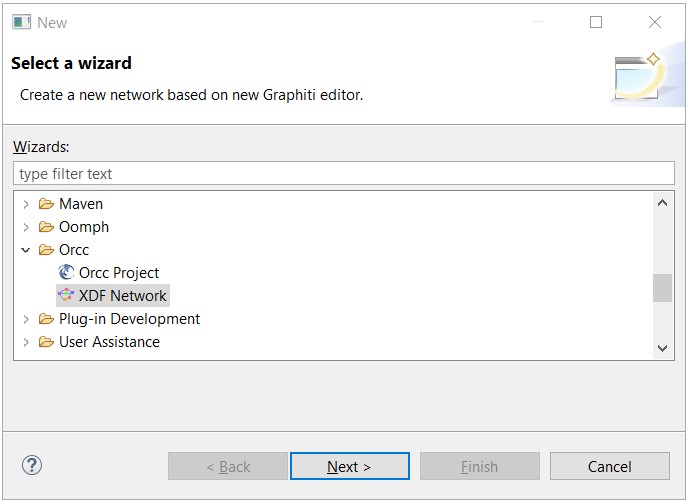 New
Select a wizard
Create a new network based on new Graphiti editor.
Wizards:
type filter text
Maven
Oomph
Orcc
Orcc Project
XDF Network
Plug-in Development
User Assistance
? < Back Next > Finish Cancel